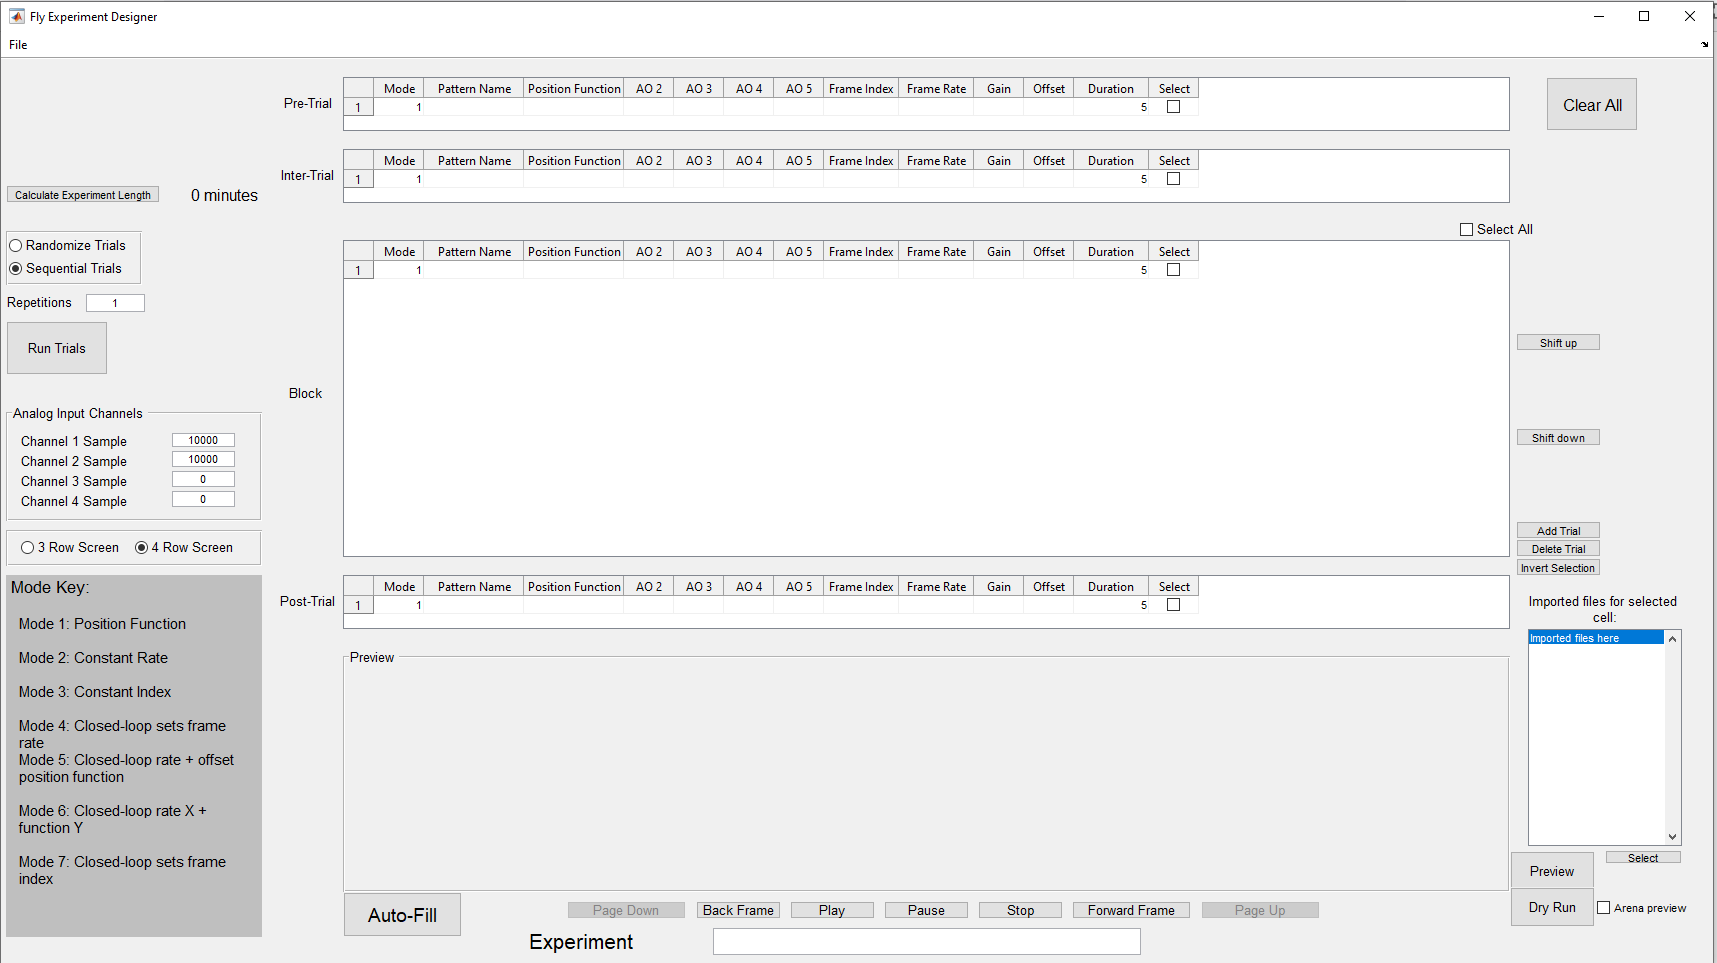 Fly Experiment Designer
File
Pre-Trial
Mode Pattern Name Position Function AO 2 AO 3 AO 4 AO 5 Frame Index Frame Rate Gain Offset Duration Select
1 1 5
Clear All
Inter-Trial
Mode Pattern Name Position Function AO 2 AO 3 AO 4 AO 5 Frame Index Frame Rate Gain Offset Duration Select
1 1 5
Calculate Experiment Length 0 minutes
Select All
Randomize Trials
Sequential Trials
Repetitions 1
Run Trials
Block
Mode Pattern Name Position Function AO 2 AO 3 AO 4 AO 5 Frame Index Frame Rate Gain Offset Duration Select
1 1 5
Shift up
Shift down
Analog Input Channels
Channel 1 Sample 10000
Channel 2 Sample 10000
Channel 3 Sample 0
Channel 4 Sample 0
Add Trial
Delete Trial
Invert Selection
3 Row Screen 4 Row Screen
Mode Key:
Mode 1: Position Function
Mode 2: Constant Rate
Mode 3: Constant Index
Mode 4: Closed-loop sets frame
rate
Mode 5: Closed-loop rate + offset
position function
Mode 6: Closed-loop rate X +
function Y
Mode 7: Closed-loop sets frame
index
Post-Trial
Mode Pattern Name Position Function AO 2 AO 3 AO 4 AO 5 Frame Index Frame Rate Gain Offset Duration Select
1 1 5
Imported files for selected
cell:
Imported files here
Select
Preview
Preview
Dry Run
Arena preview
Auto-Fill
Page Down Back Frame Play Pause Stop Forward Frame Page Up
Experiment